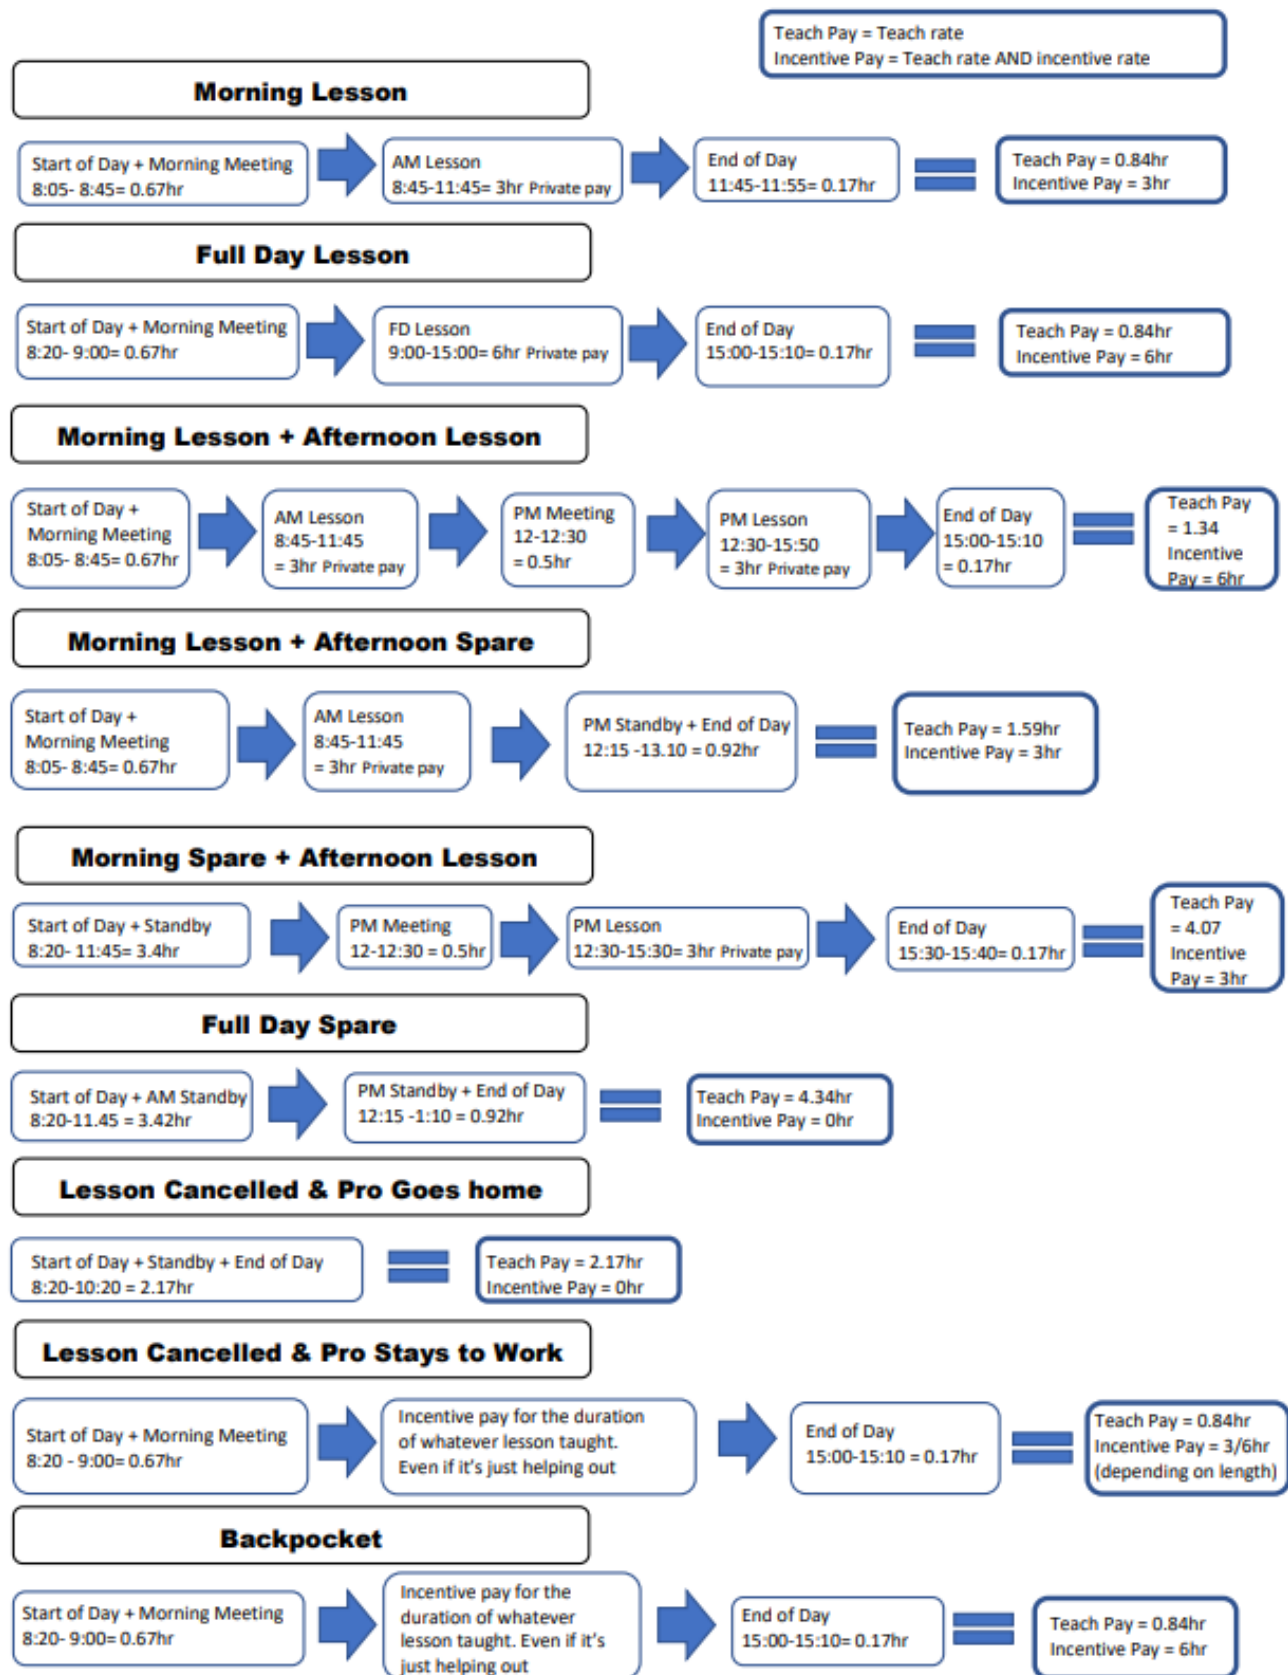 Teach Pay = Teach rate
Incentive Pay = Teach rate AND incentive rate
Morning Lesson
Start of Day + Morning Meeting
8:05- 8:45= 0.67hr
AM Lesson
8:45-11:45= 3hr Private pay
End of Day
11:45-11:55= 0.17hr
Teach Pay = 0.84hr
Incentive Pay = 3hr
Full Day Lesson
Start of Day + Morning Meeting
8:20- 9:00= 0.67hr
FD Lesson
9:00-15:00= 6hr Private pay
End of Day
15:00-15:10= 0.17hr
Teach Pay = 0.84hr
Incentive Pay = 6hr
Morning Lesson + Afternoon Lesson
Start of Day +
Morning Meeting
8:05- 8:45= 0.67hr
AM Lesson
8:45-11:45
= 3hr Private pay
PM Meeting
12-12:30
= 0.5hr
PM Lesson
12:30-15:50
= 3hr Private pay
End of Day
15:00-15:10
= 0.17hr
Teach Pay
= 1.34
Incentive
Pay = 6hr
Morning Lesson + Afternoon Spare
Start of Day +
Morning Meeting
8:05- 8:45= 0.67hr
AM Lesson
8:45-11:45
= 3hr Private pay
PM Standby + End of Day
12:15 -13.10 = 0.92hr
Teach Pay = 1.59hr
Incentive Pay = 3hr
Morning Spare + Afternoon Lesson
Start of Day + Standby
8:20- 11:45= 3.4hr
PM Meeting
12-12:30 = 0.5hr
PM Lesson
12:30-15:30= 3hr Private pay
End of Day
15:30-15:40= 0.17hr
Teach Pay
= 4.07
Incentive
Pay = 3hr
Full Day Spare
Start of Day + AM Standby
8:20-11.45 = 3.42hr
PM Standby + End of Day
12:15 -1:10 = 0.92hr
Teach Pay = 4.34hr
Incentive Pay = 0hr
Lesson Cancelled & Pro Goes home
Start of Day + Standby + End of Day
8:20-10:20 = 2.17hr
Teach Pay = 2.17hr
Incentive Pay = 0hr
Lesson Cancelled & Pro Stays to Work
Start of Day + Morning Meeting
8:20 - 9:00= 0.67hr
Incentive pay for the duration
of whatever lesson taught.
Even if it's just helping out
End of Day
15:00-15:10 = 0.17hr
Teach Pay = 0.84hr
Incentive Pay = 3/6hr
(depending on length)
Backpocket
Start of Day + Morning Meeting
8:20- 9:00= 0.67hr
Incentive pay for the
duration of whatever
lesson taught. Even if it's
just helping out
End of Day
15:00-15:10= 0.17hr
Teach Pay = 0.84hr
Incentive Pay = 6hr